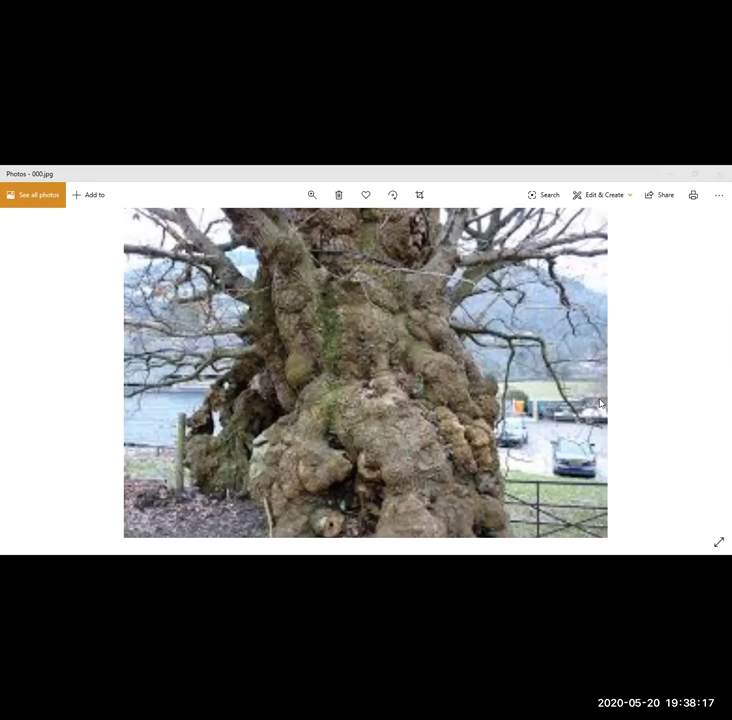 Photos - 000.jpg
See all photos
Add to
Search
Edit & Create
Share
2020-05-20 19:38:17